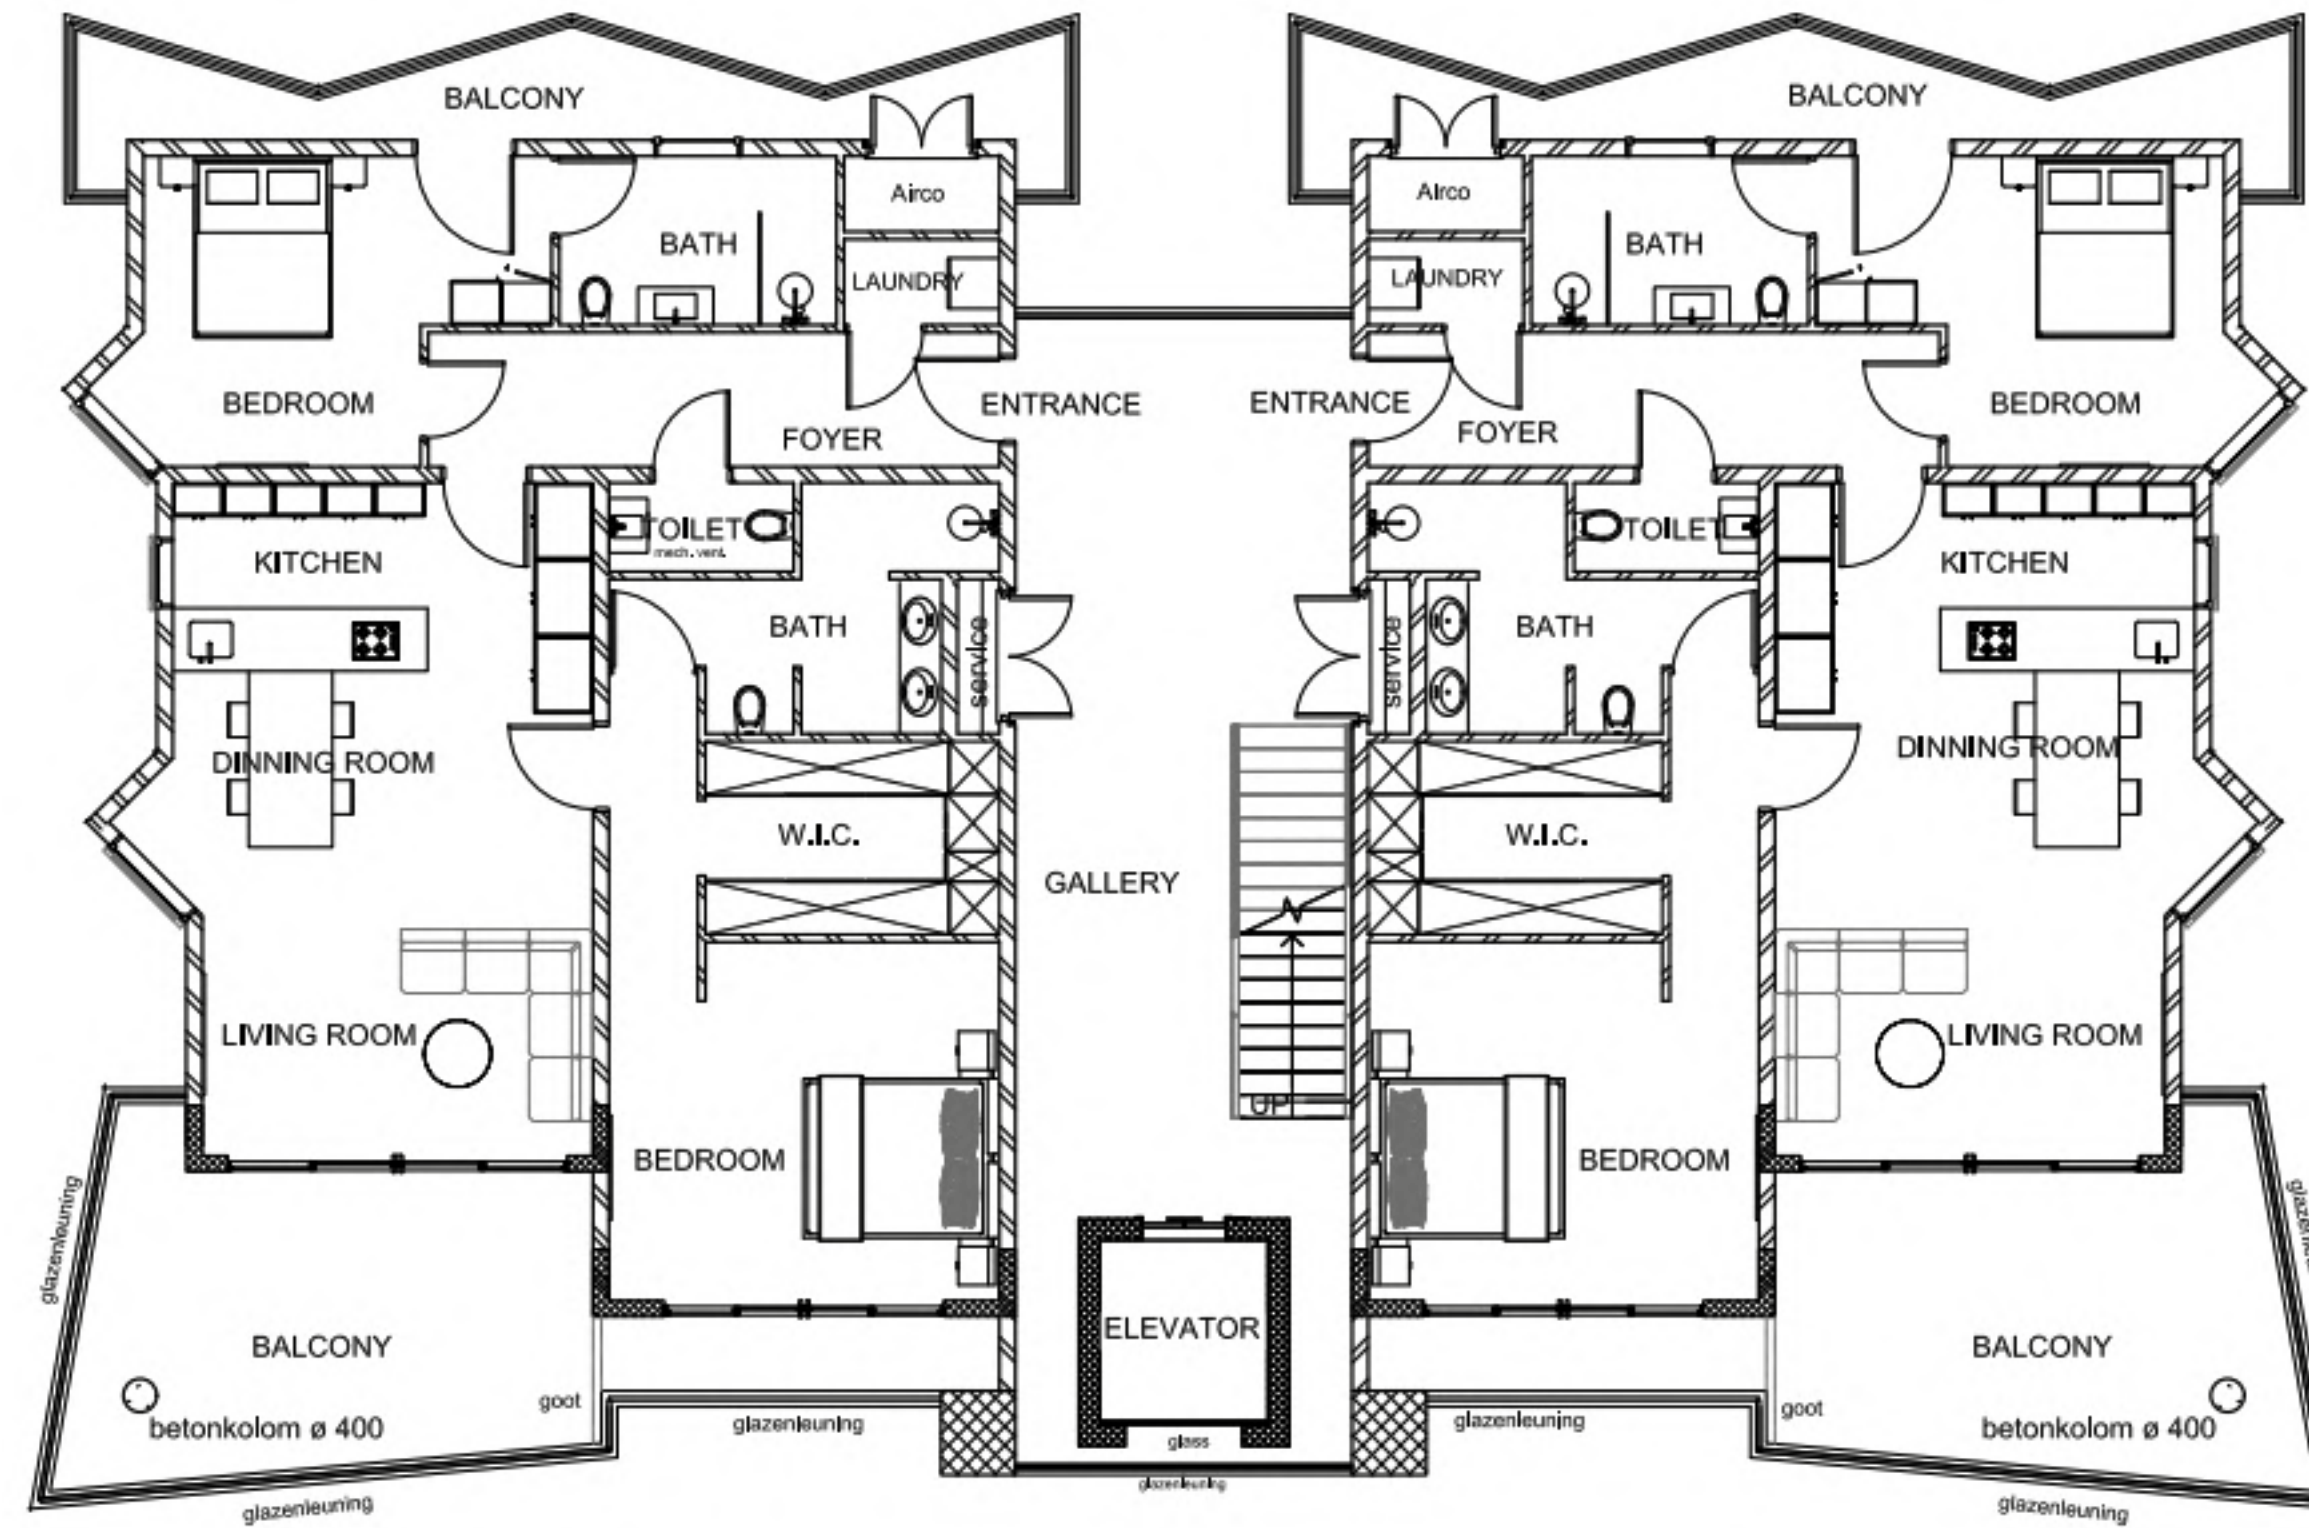 BALCONY
BALCONY
Airco
Airco
BATH
BATH
LAUNDRY
LAUNDRY
BEDROOM
ENTRANCE
ENTRANCE
BEDROOM
FOYER
FOYER
TOILET
mech. vent.
TOILET
KITCHEN
KITCHEN
BATH
BATH
service
service
DINNING ROOM
DINNING ROOM
W.I.C.
W.I.C.
GALLERY
LIVING ROOM
LIVING ROOM
UP
BEDROOM
BEDROOM
glazenleuning
ELEVATOR
BALCONY
BALCONY
goot
goot
betonkolom ø 400
glazenleuning
glazenleuning
betonkolom ø 400
glass
glazenleuning
glazenleuning
glazenleuning